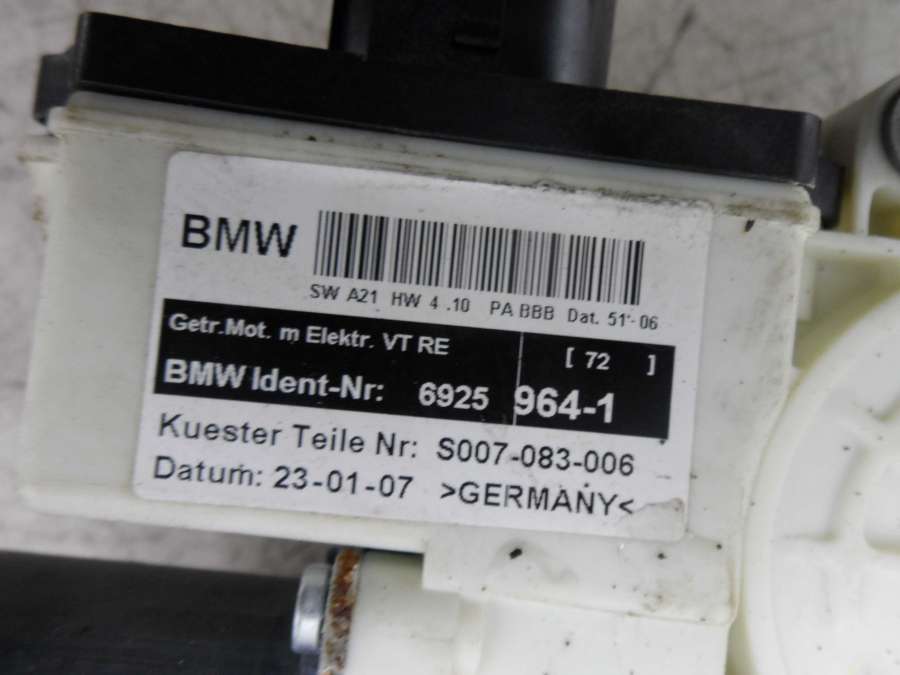 BMW
SW A21 HW 4.10 PA BBB Dat. 51-06
Getr.Mot. m Elektr. VT RE [ 72 ]
BMW Ident-Nr: 6925 964-1
Kuester Teile Nr: S007-083-006
Datum: 23-01-07 >GERMANY<